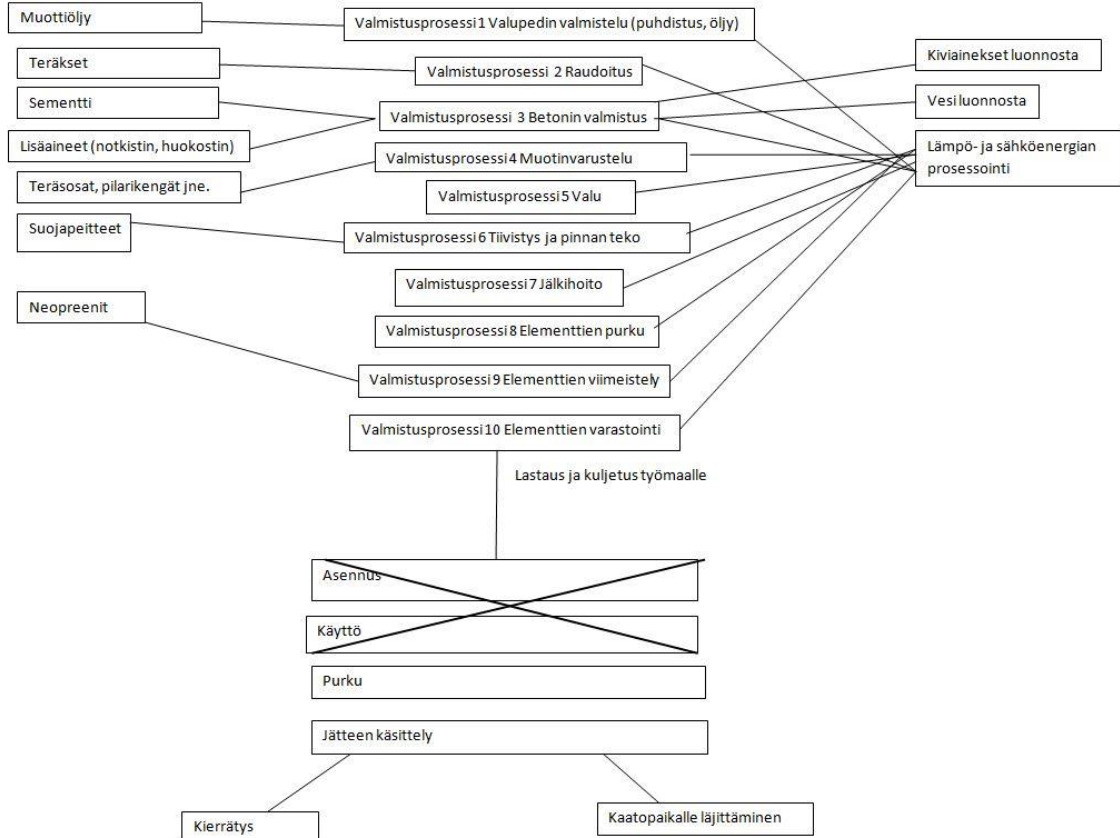 Muottiöljy
Teräkset
Sementti
Lisäaineet (notkistin, huokostin)
Teräsosat, pilarikengät jne.
Suojapeitteet
Neopreenit
Valmistusprosessi 1 Valupedin valmistelu (puhdistus, öljy)
Valmistusprosessi 2 Raudoitus
Valmistusprosessi 3 Betonin valmistus
Valmistusprosessi 4 Muotinvarustelu
Valmistusprosessi 5 Valu
Valmistusprosessi 6 Tiivistys ja pinnan teko
Valmistusprosessi 7 Jälkihoito
Valmistusprosessi 8 Elementtien purku
Valmistusprosessi 9 Elementtien viimeistely
Valmistusprosessi 10 Elementtien varastointi
Kiviainekset luonnosta
Vesi luonnosta
Lämpö- ja sähköenergian
prosessointi
Lastaus ja kuljetus työmaalle
Asennus
Käyttö
Purku
Jätteen käsittely
Kierrätys
Kaatopaikalle läjittäminen